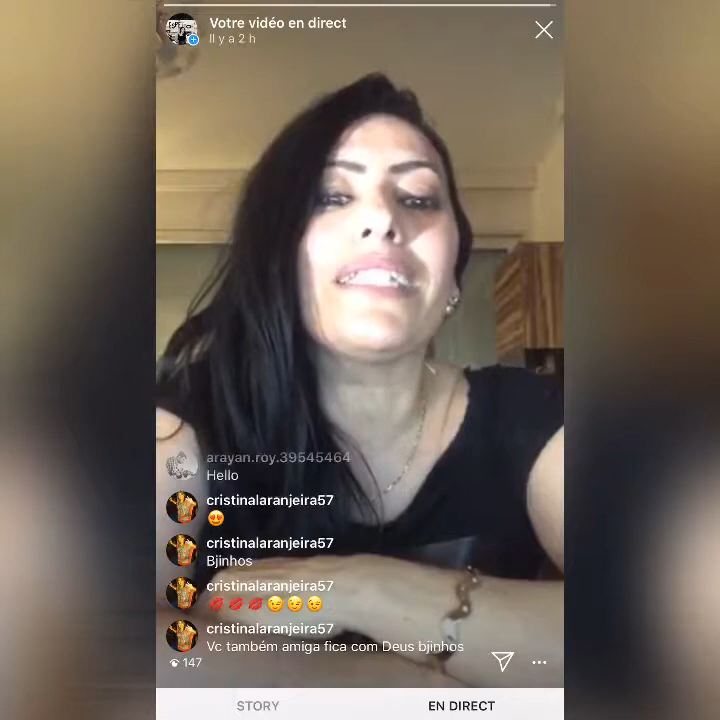 Votre vidéo en direct
Il y a 2 h
arayan.roy.39545464
Hello
cristinalaranjeira57
😍
cristinalaranjeira57
Bjinhos
cristinalaranjeira57
💋💋💋😉😉😉
cristinalaranjeira57
Vc também amiga fica com Deus bjinhos
147
STORY
EN DIRECT